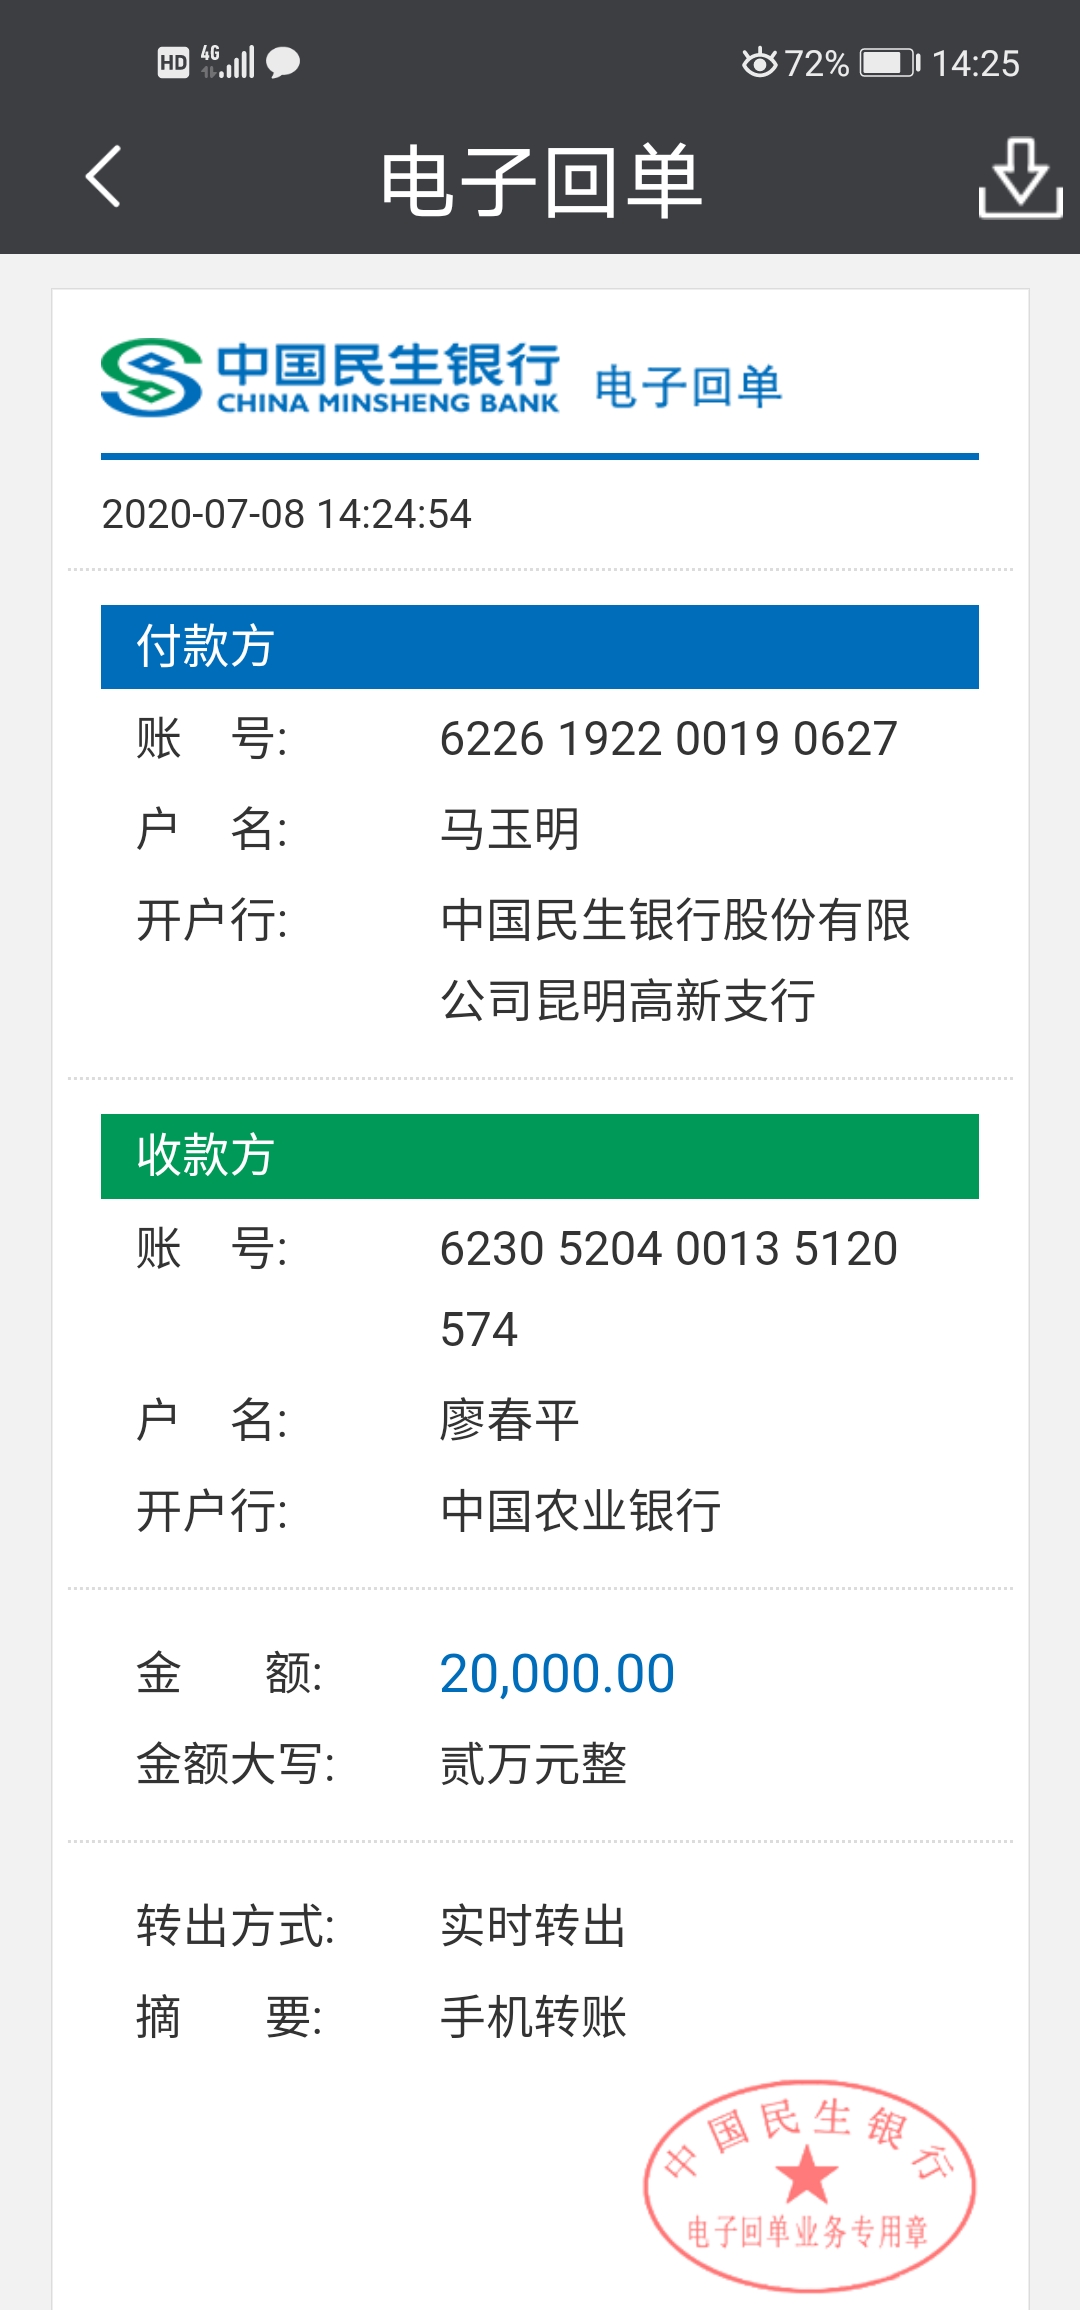 HD 4G 72% 14:25
电子回单
中国民生银行 电子回单
CHINA MINSHENG BANK
2020-07-08 14:24:54
付款方
账 号: 6226 1922 0019 0627
户 名: 马玉明
开户行: 中国民生银行股份有限
公司昆明高新支行
收款方
账 号: 6230 5204 0013 5120
574
户 名: 廖春平
开户行: 中国农业银行
金 额: 20,000.00
金额大写: 贰万元整
转出方式: 实时转出
摘 要: 手机转账
中国民生银行
电子回单业务专用章